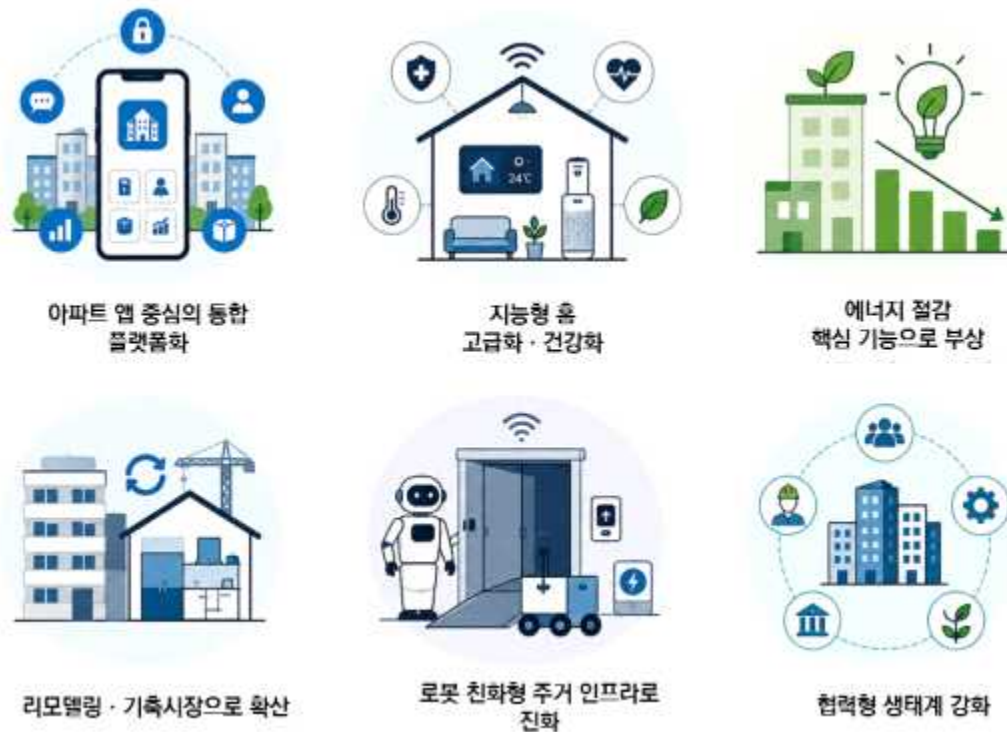 아파트 앱 중심의 통합
플랫폼화
24℃
지능형 홈
고급화 · 건강화
에너지 절감
핵심 기능으로 부상
리모델링 · 기축시장으로 확산
로봇 친화형 주거 인프라로
진화
협력형 생태계 강화